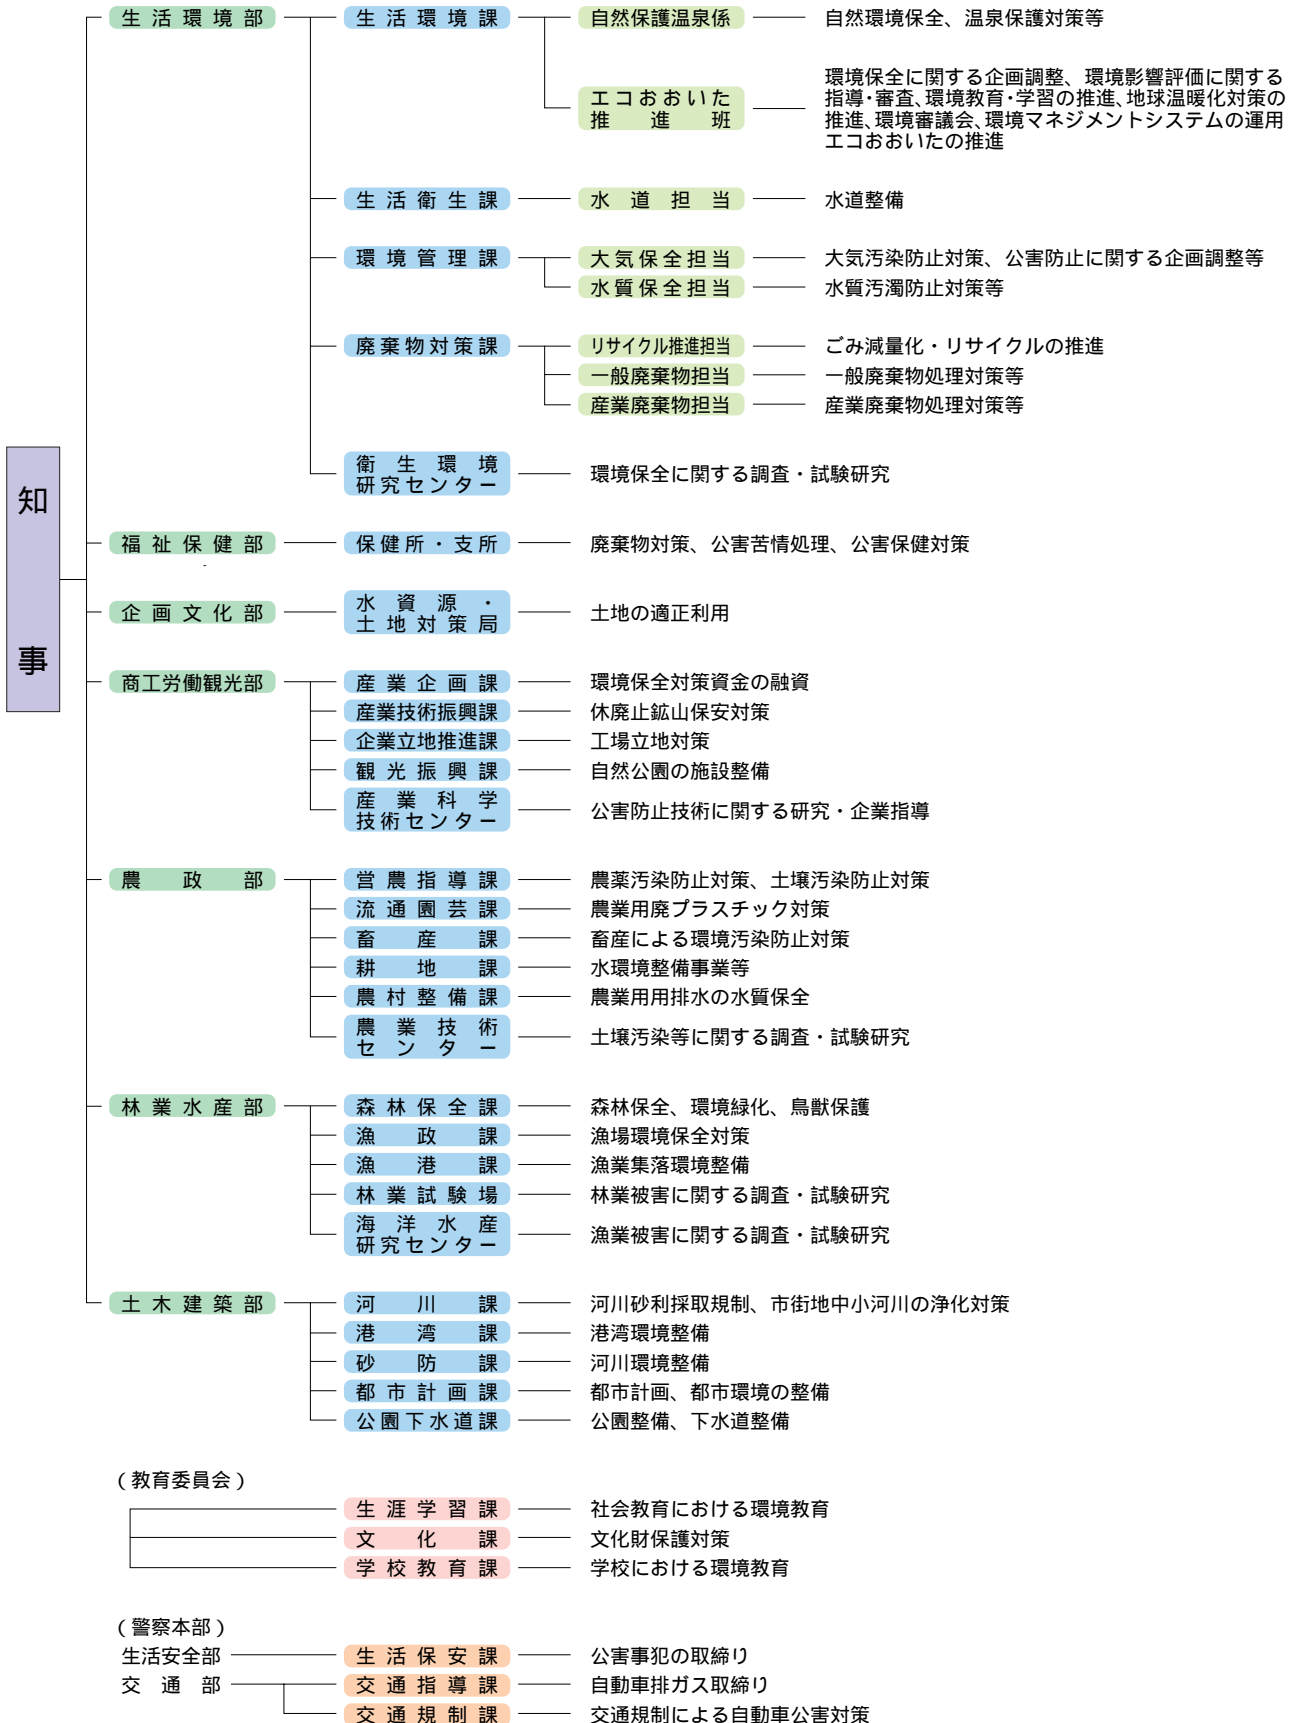 生活環境部 生活環境課 自然保護温泉係 自然環境保全、温泉保護対策等
エコおおいた
推進班
環境保全に関する企画調整、環境影響評価に関する
指導・審査、環境教育・学習の推進、地球温暖化対策の
推進、環境審議会、環境マネジメントシステムの運用
エコおおいたの推進
生活衛生課 水道担当 水道整備
環境管理課 大気保全担当 大気汚染防止対策、公害防止に関する企画調整等
水質保全担当 水質汚濁防止対策等
廃棄物対策課 リサイクル推進担当 ごみ減量化・リサイクルの推進
一般廃棄物担当 一般廃棄物処理対策等
産業廃棄物担当 産業廃棄物処理対策等
衛生環境
研究センター
環境保全に関する調査・試験研究
知事
福祉保健部 保健所・支所 廃棄物対策、公害苦情処理、公害保健対策
企画文化部
水資源・
土地対策局
土地の適正利用
商工労働観光部 産業企画課 環境保全対策資金の融資
産業技術振興課 休廃止鉱山保安対策
企業立地推進課 工場立地対策
観光振興課 自然公園の施設整備
産業科学
技術センター
公害防止技術に関する研究・企業指導
農政部 営農指導課 農薬汚染防止対策、土壌汚染防止対策
流通園芸課 農業用廃プラスチック対策
畜産課 畜産による環境汚染防止対策
耕地課 水環境整備事業等
農村整備課 農業用用排水の水質保全
農業技術
センター
土壌汚染等に関する調査・試験研究
林業水産部 森林保全課 森林保全、環境緑化、鳥獣保護
漁政課 漁場環境保全対策
漁港課 漁業集落環境整備
林業試験場 林業被害に関する調査・試験研究
海洋水産
研究センター
漁業被害に関する調査・試験研究
土木建築部 河川課 河川砂利採取規制、市街地中小河川の浄化対策
港湾課 港湾環境整備
砂防課 河川環境整備
都市計画課 都市計画、都市環境の整備
公園下水道課 公園整備、下水道整備
(教育委員会)
生涯学習課 社会教育における環境教育
文化課 文化財保護対策
学校教育課 学校における環境教育
(警察本部)
生活安全部 生活保安課 公害事犯の取締り
交通部 交通指導課 自動車排ガス取締り
交通規制課 交通規制による自動車公害対策